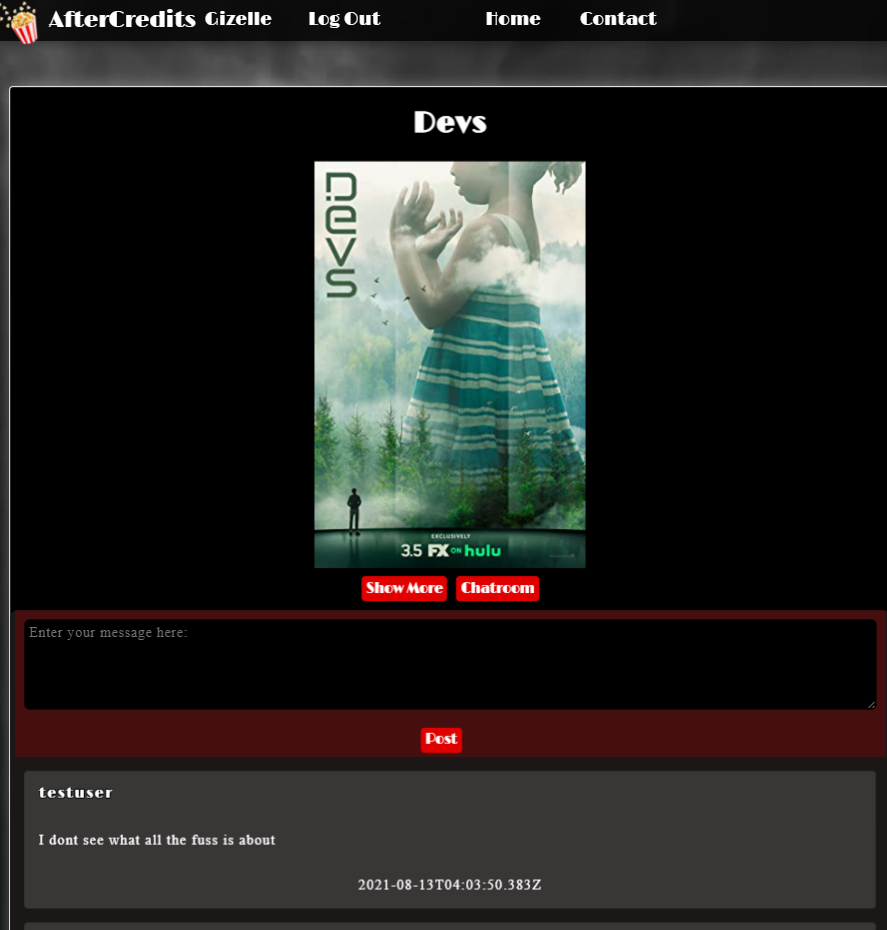 AfterCredits Gizelle Log Out Home Contact
Devs
DEVS
EXCLUSIVELY
3.5 FX ON hulu
Show More Chatroom
Enter your message here:
Post
testuser
I dont see what all the fuss is about
2021-08-13T04:03:50.383Z